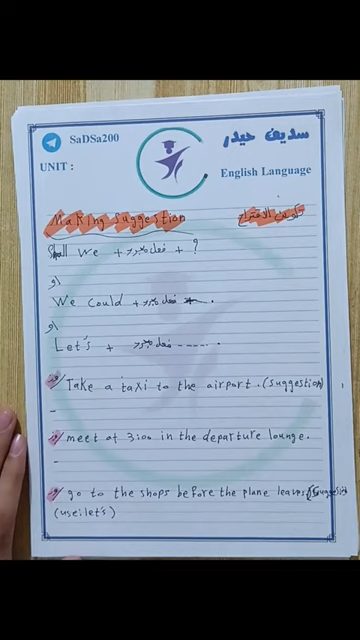 SaDSa200
سديف حيدر
UNIT :
English Language
Making Suggestion
تكوين الاقتراح
Shall We + فعل مجرد + ?
او
We Could + فعل مجرد .
او
Let's + فعل مجرد ------ .
Take a taxi to the airport. (suggestion)
-
meet at 3:00 in the departure lounge.
-
go to the shops before the plane leaves. (suggestion)
(use: let's)